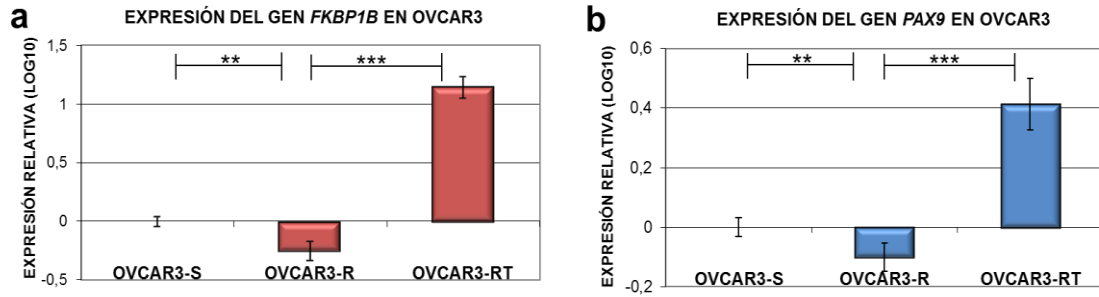 a
EXPRESIÓN DEL GEN FKBP1B EN OVCAR3
EXPRESIÓN RELATIVA (LOG10)
1,5
1
0,5
0
-0,5
**
***
OVCAR3-S
OVCAR3-R
OVCAR3-RT
b
EXPRESIÓN DEL GEN PAX9 EN OVCAR3
EXPRESIÓN RELATIVA (LOG10)
0,6
0,4
0,2
0
-0,2
**
***
OVCAR3-S
OVCAR3-R
OVCAR3-RT